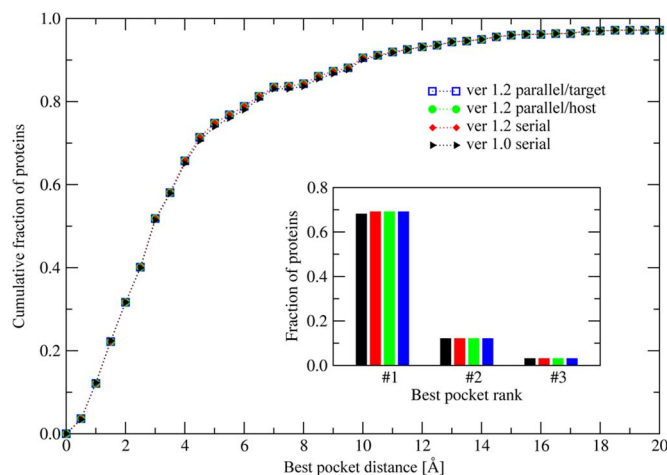 1.0
0.8
0.6
0.4
0.2
0.0
Cumulative fraction of proteins
ver 1.2 parallel/target
ver 1.2 parallel/host
ver 1.2 serial
ver 1.0 serial
0.8
0.6
0.4
0.2
0.0
Fraction of proteins
#1 #2 #3
Best pocket rank
0 2 4 6 8 10 12 14 16 18 20
Best pocket distance [Å]